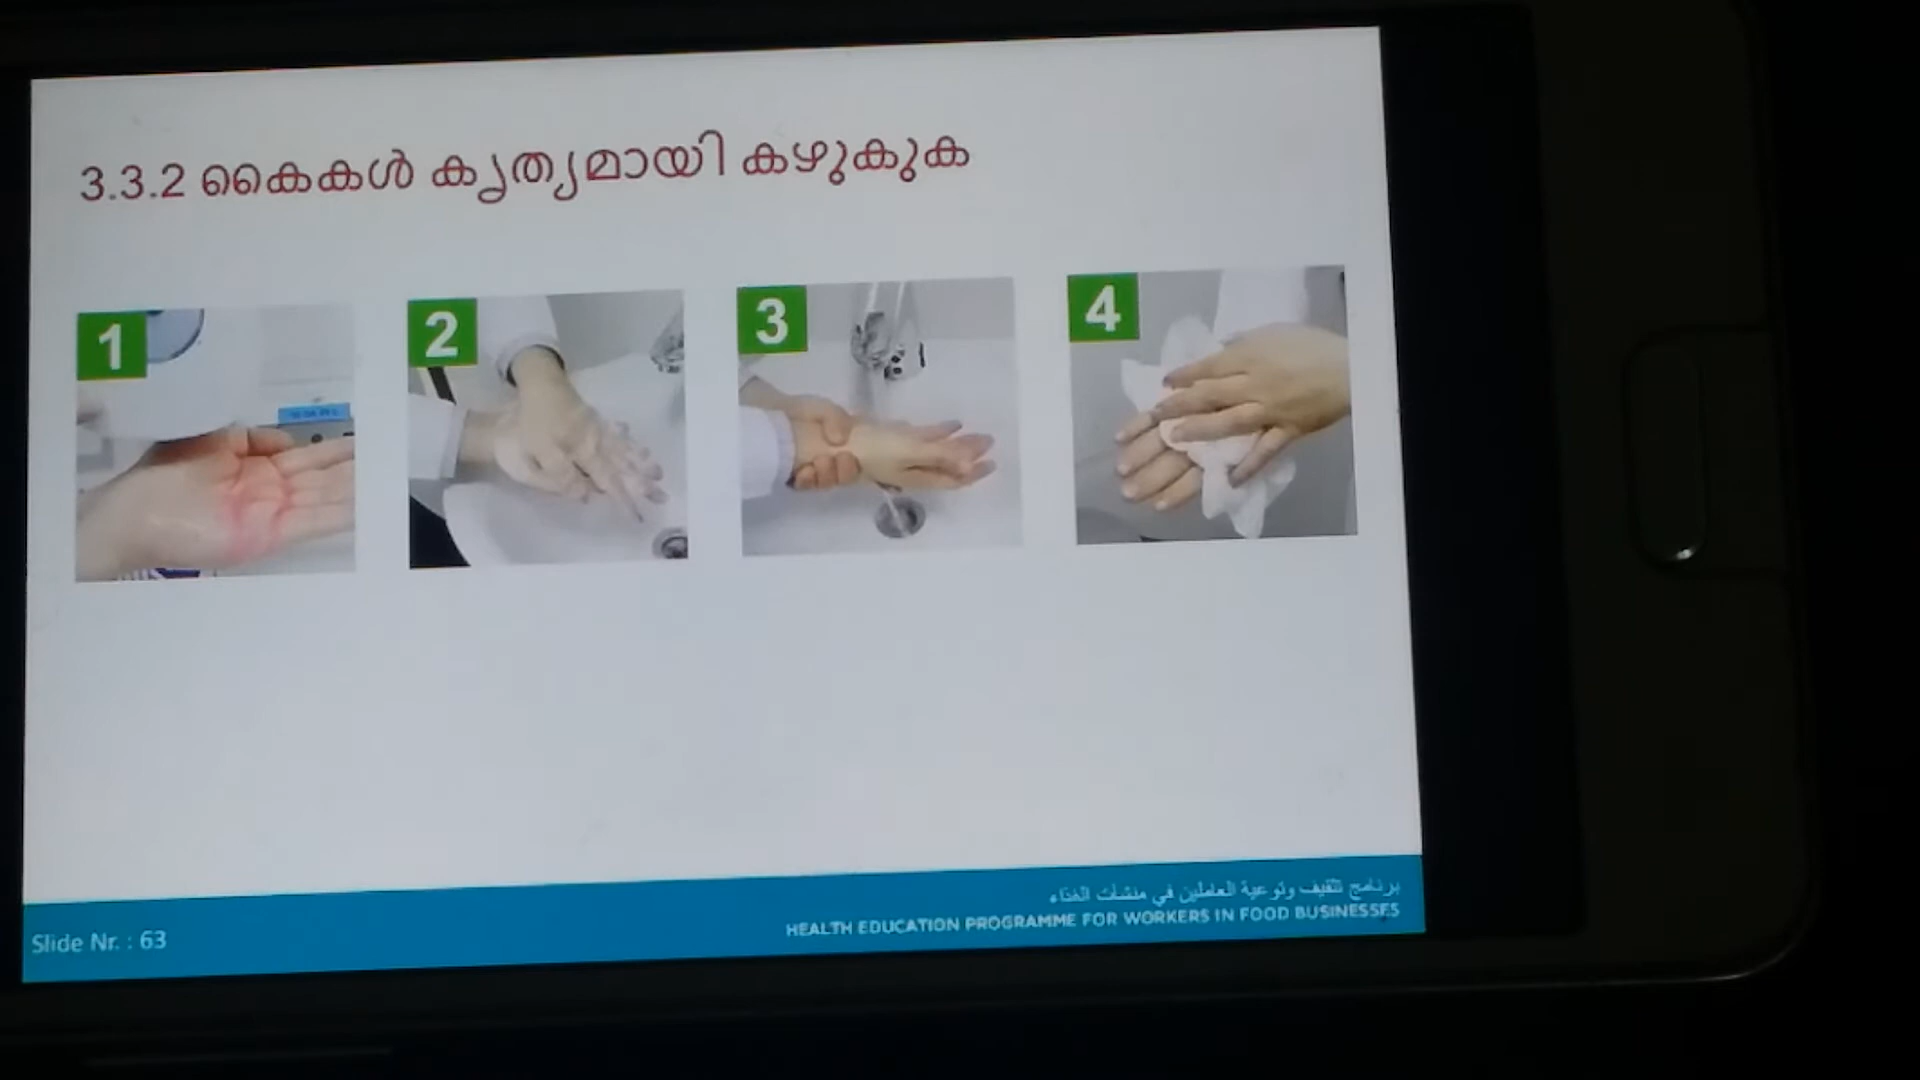 3.3.2 കൈകൾ കൃത്യമായി കഴുകുക
1
2
3
4
برنامج تثقيف وتوعية العاملين في منشآت الغذاء
HEALTH EDUCATION PROGRAMME FOR WORKERS IN FOOD BUSINESSES
Slide Nr. : 63